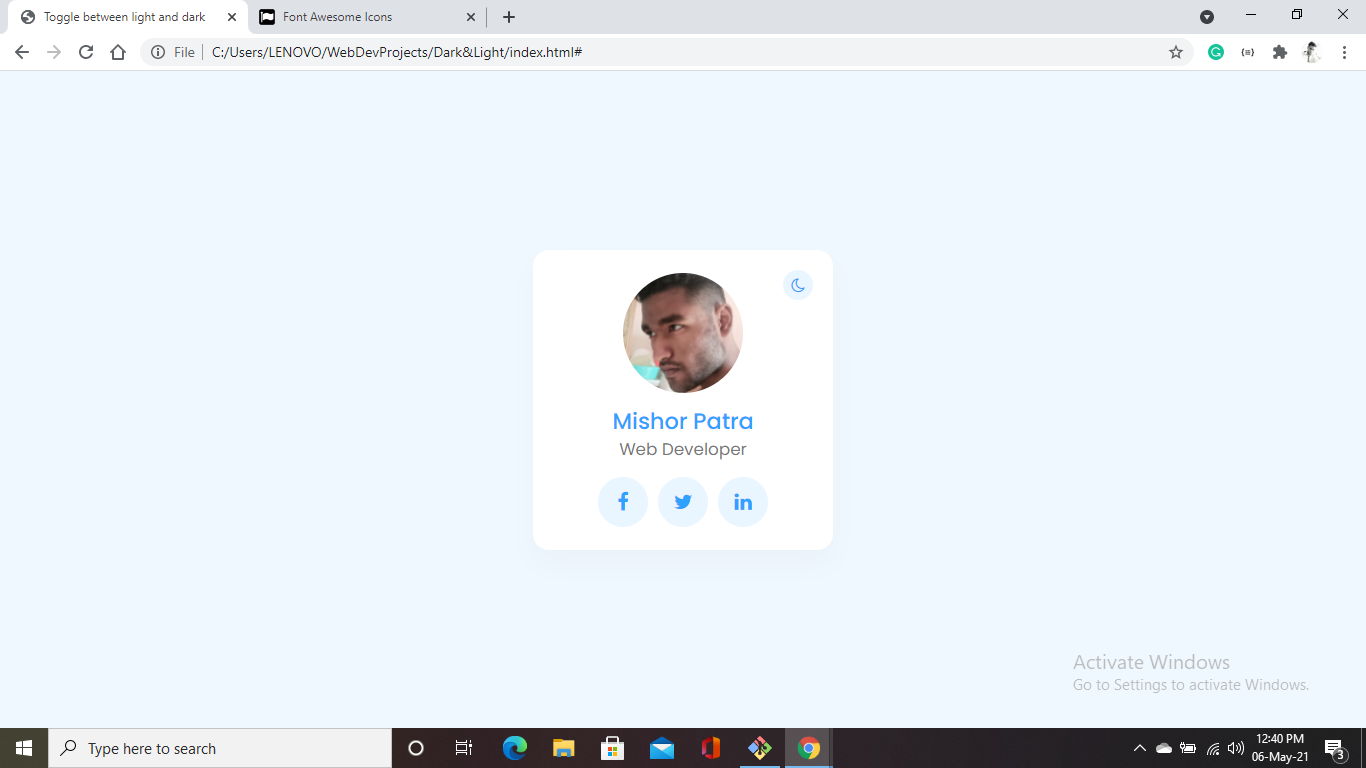 Toggle between light and dark
Font Awesome Icons
File
C:/Users/LENOVO/WebDevProjects/Dark&Light/index.html#
Mishor Patra
Web Developer
Activate Windows
Go to Settings to activate Windows.
Type here to search
12:40 PM
06-May-21
3